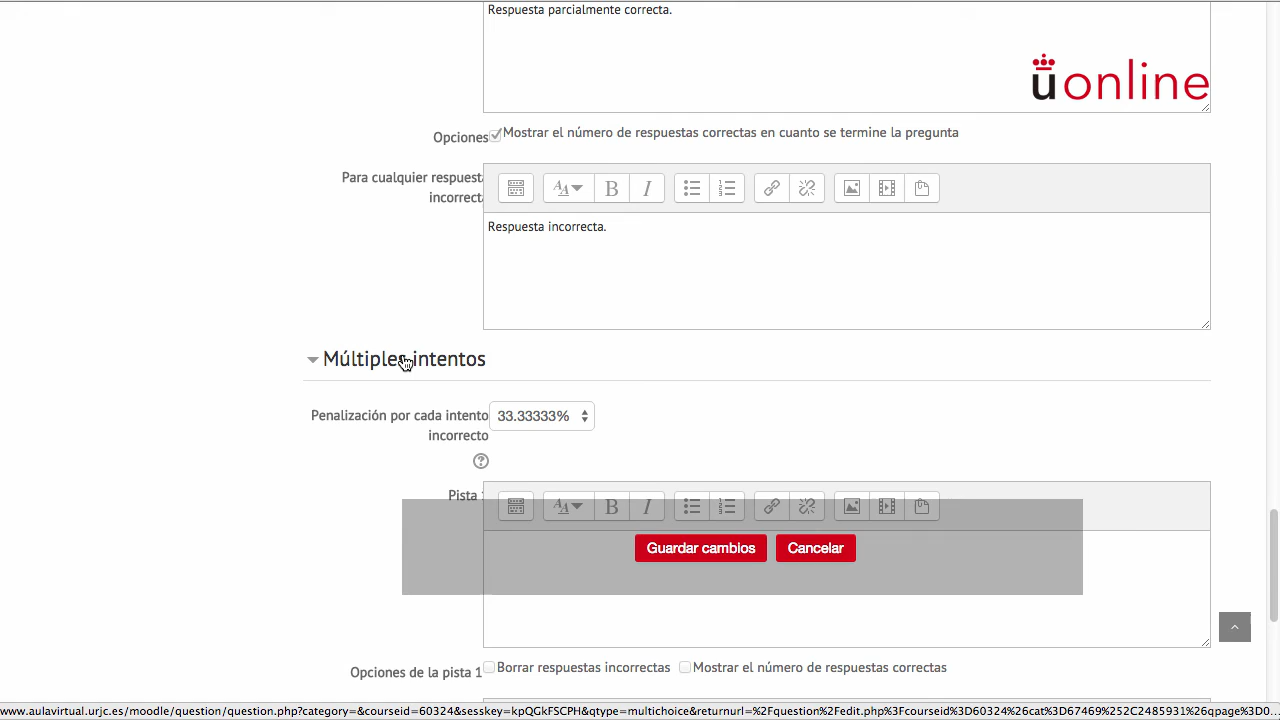 Respuesta parcialmente correcta.
uonline
Opciones Mostrar el número de respuestas correctas en cuanto se termine la pregunta
Para cualquier respuesta
incorrecta
Respuesta incorrecta.
Múltiples intentos
Penalización por cada intento 33.33333%
incorrecto
Pista
Guardar cambios Cancelar
Opciones de la pista 1 Borrar respuestas incorrectas Mostrar el número de respuestas correctas
www.aulavirtual.urjc.es/moodle/question/question.php?category=&courseid=60324&sesskey=kpQGkFSCPH&qtype=multichoice&returnurl=%2Fquestion%2Fedit.php%3Fcourseid%3D60324%26cat%3D67469%252C2485931%26qpage%3D0...